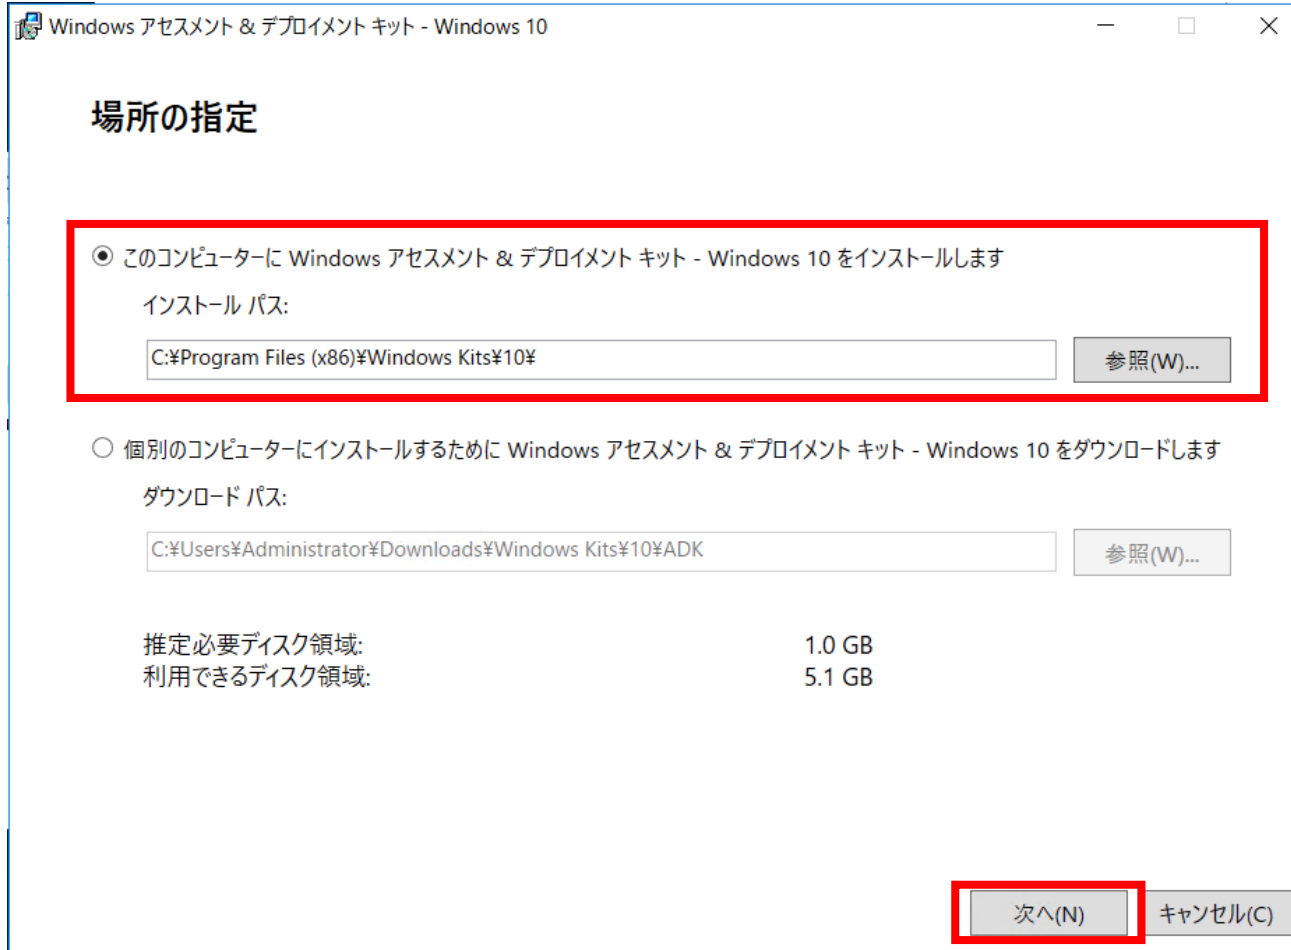 Windows アセスメント & デプロイメント キット - Windows 10
場所の指定
このコンピューターに Windows アセスメント & デプロイメント キット - Windows 10 をインストールします
インストール パス:
C:¥Program Files (x86)¥Windows Kits¥10¥
参照(W)...
個別のコンピューターにインストールするために Windows アセスメント & デプロイメント キット - Windows 10 をダウンロードします
ダウンロード パス:
C:¥Users¥Administrator¥Downloads¥Windows Kits¥10¥ADK
参照(W)...
推定必要ディスク領域: 1.0 GB
利用できるディスク領域: 5.1 GB
次へ(N) キャンセル(C)